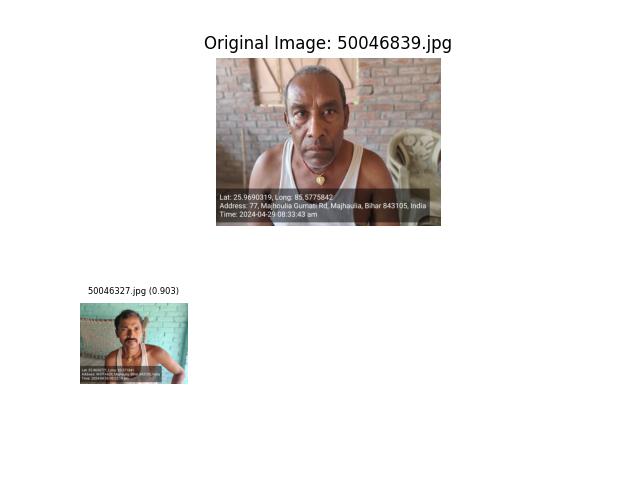 Original Image: 50046839.jpg
Lat: 25.9690319, Long: 85.5775842
Address: 77, Majhoulia Gumati Rd, Majhaulia, Bihar 843105, India
Time: 2024-04-29 08:33:43 am
50046327.jpg (0.903)